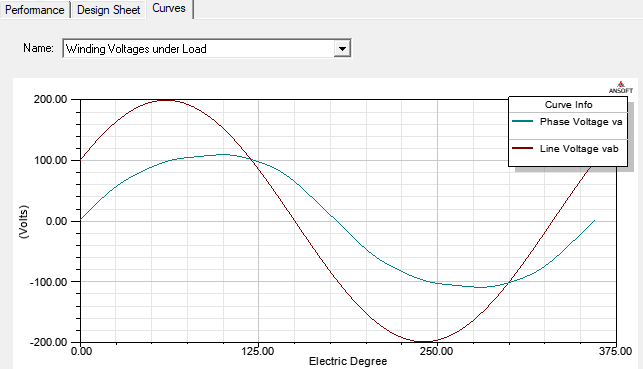 Performance Design Sheet Curves
Name: Winding Voltages under Load
ANSOFT
Curve Info
Phase Voltage va
Line Voltage vab
200.00
100.00
0.00
-100.00
-200.00
(Volts)
0.00 125.00 250.00 375.00
Electric Degree